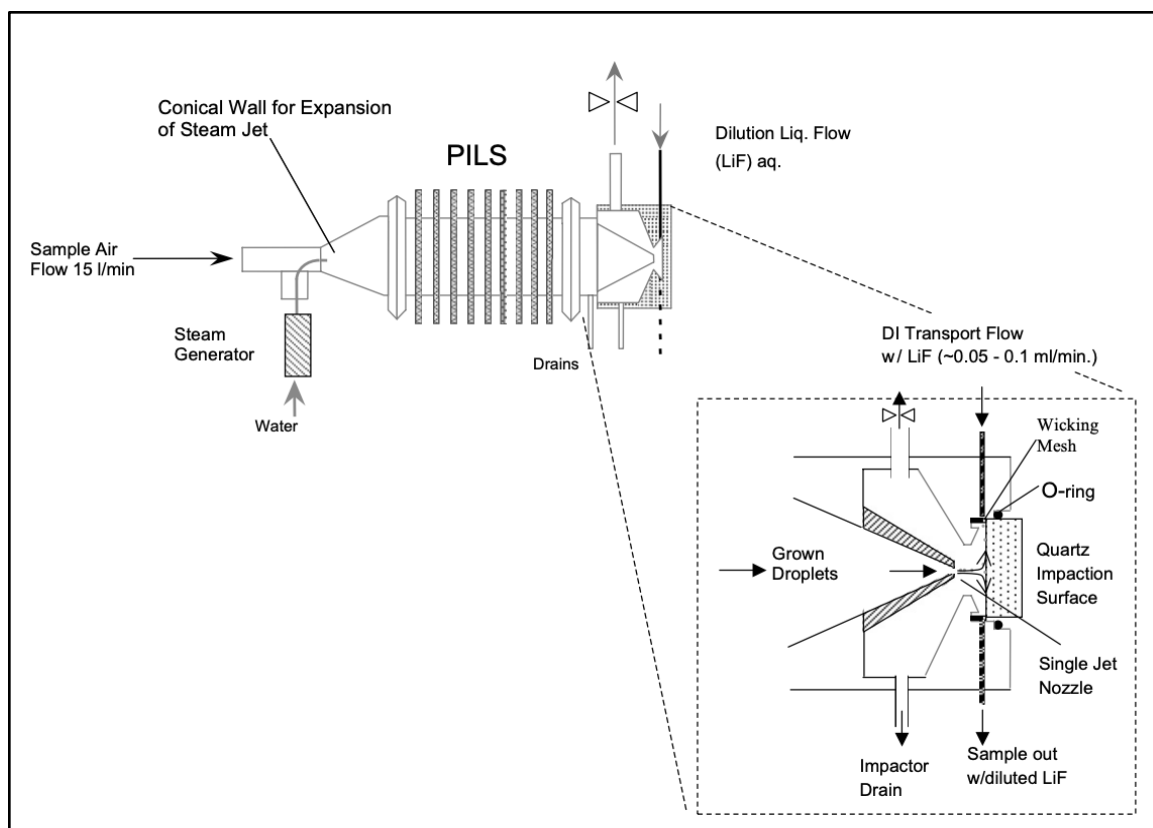 Conical Wall for Expansion
of Steam Jet
PILS
Dilution Liq. Flow
(LiF) aq.
Sample Air
Flow 15 l/min
Steam
Generator
Water
Drains
DI Transport Flow
w/ LiF (~0.05 - 0.1 ml/min.)
Wicking
Mesh
O-ring
Grown
Droplets
Quartz
Impaction
Surface
Single Jet
Nozzle
Impactor
Drain
Sample out
w/diluted LiF